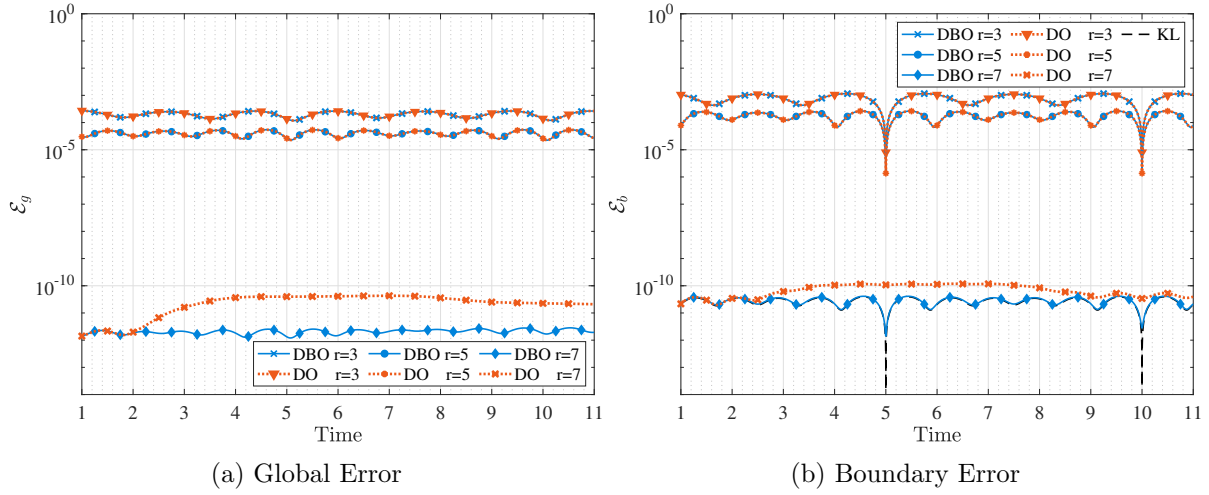 10^0
10^-5
10^-10
ℰ_g
DBO r=3 DBO r=5 DBO r=7
DO r=3 DO r=5 DO r=7
1 2 3 4 5 6 7 8 9 10 11
Time
(a) Global Error
10^0
10^-5
10^-10
ℰ_b
DBO r=3 DO r=3 KL
DBO r=5 DO r=5
DBO r=7 DO r=7
1 2 3 4 5 6 7 8 9 10 11
Time
(b) Boundary Error